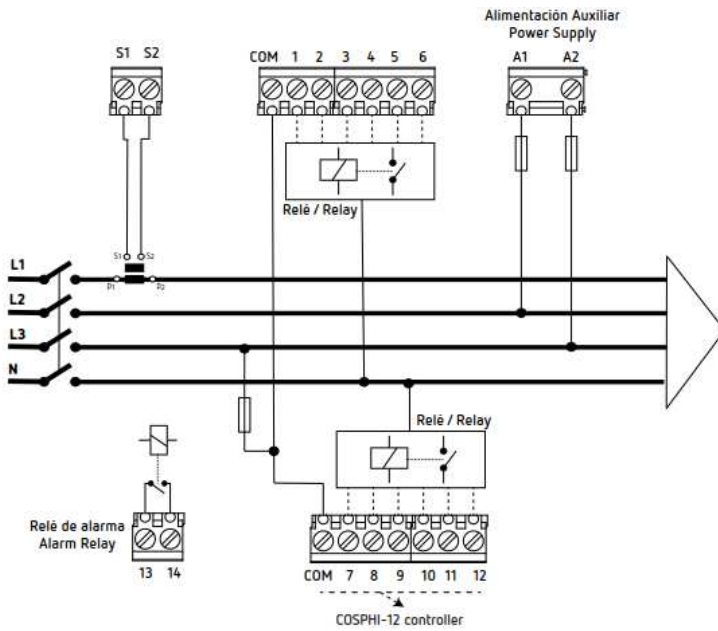 Alimentación Auxíliar
Power Supply
S1 S2
COM 1 2 3 4 5 6
A1 A2
Relé / Relay
S1 S2
L1
P1 P2
L2
L3
N
Relé / Relay
Relé de alarma
Alarm Relay
13 14
COM 7 8 9 10 11 12
COSPHI-12 controller